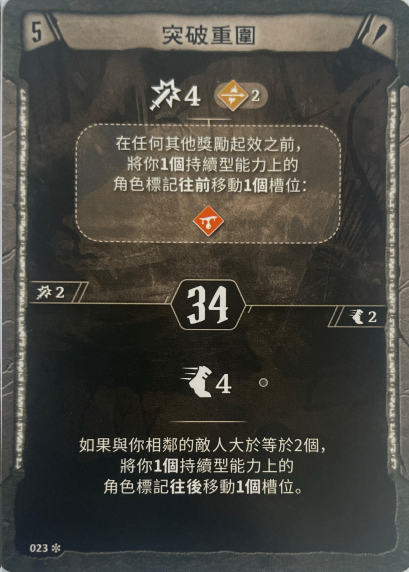 5
突破重圍
4
2
在任何其他獎勵起效之前，
將你1個持續型能力上的
角色標記往前移動1個槽位:
2
34
2
4
如果與你相鄰的敵人大於等於2個，
將你1個持續型能力上的
角色標記往後移動1個槽位。
023